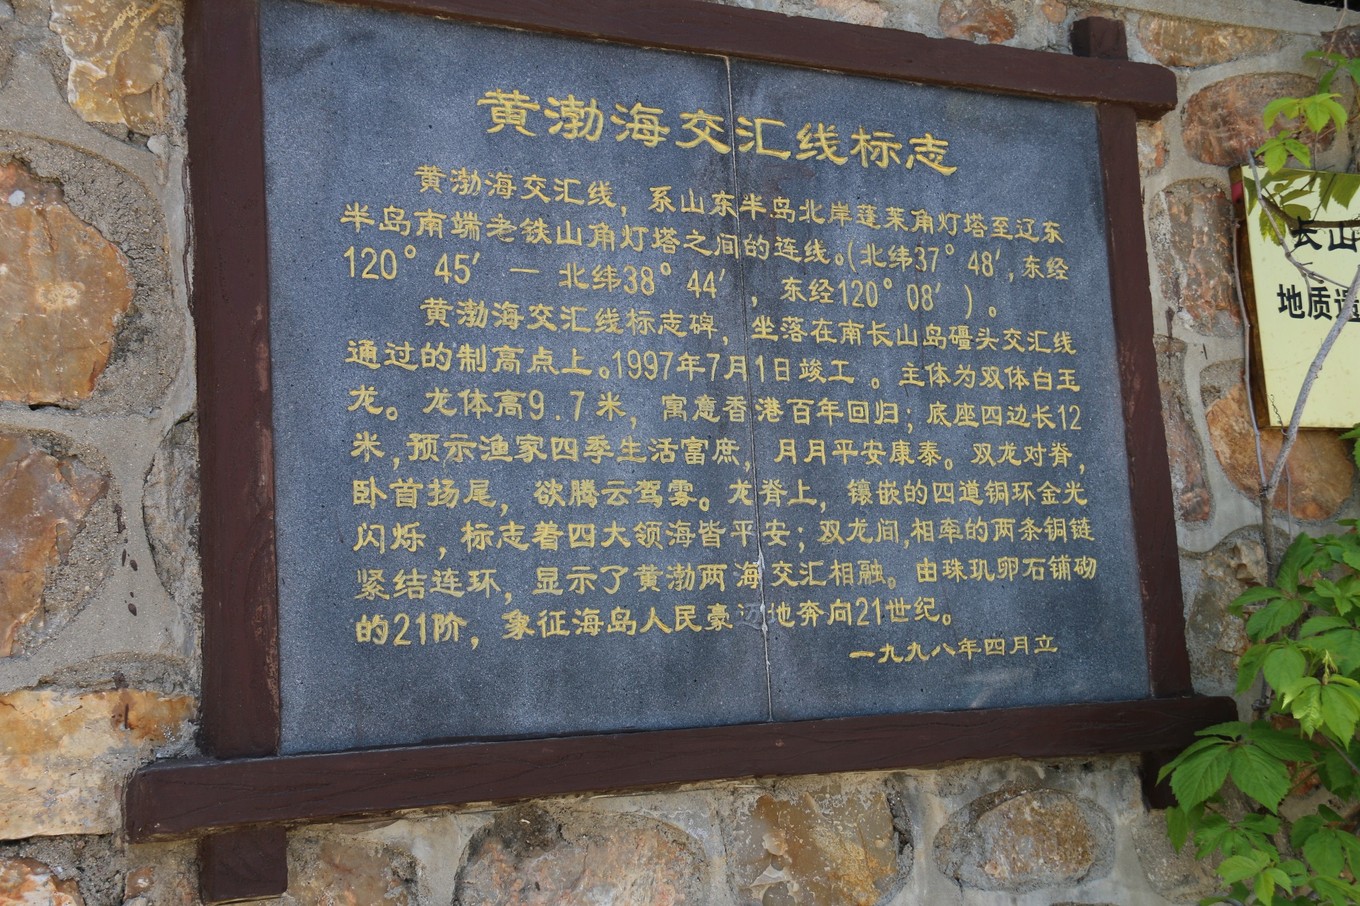 黄渤海交汇线标志
黄渤海交汇线，系山东半岛北岸蓬莱角灯塔至辽东
半岛南端老铁山角灯塔之间的连线。(北纬37°48′,东经
120°45′—北纬38°44′，东经120°08′)。
黄渤海交汇线标志碑，坐落在南长山岛礓头交汇线
通过的制高点上。1997年7月1日竣工。主体为双体白玉
龙。龙体高9.7米，寓意香港百年回归；底座四边长12
米，预示渔家四季生活富庶，月月平安康泰。双龙对脊，
卧首扬尾，欲腾云驾雾。龙脊上，镶嵌的四道铜环金光
闪烁，标志着四大领海皆平安；双龙间,相牵的两条铜链
紧结连环，显示了黄渤两海交汇相融。由珠玑卵石铺砌
的21阶，象征海岛人民豪迈地奔向21世纪。
一九九八年四月立
长山
地质遗